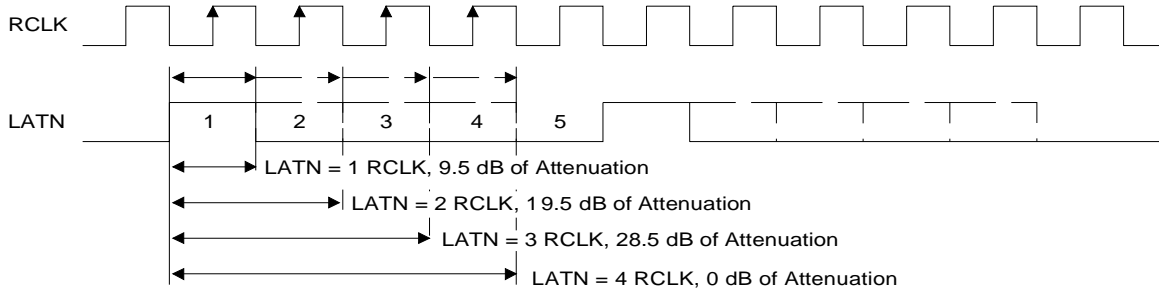 RCLK
LATN
1 2 3 4 5
LATN = 1 RCLK, 9.5 dB of Attenuation
LATN = 2 RCLK, 19.5 dB of Attenuation
LATN = 3 RCLK, 28.5 dB of Attenuation
LATN = 4 RCLK, 0 dB of Attenuation